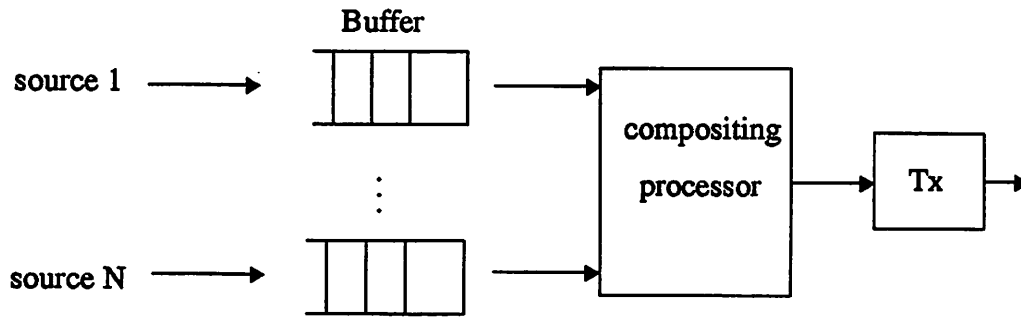 Buffer
source 1
compositing
processor
Tx
source N